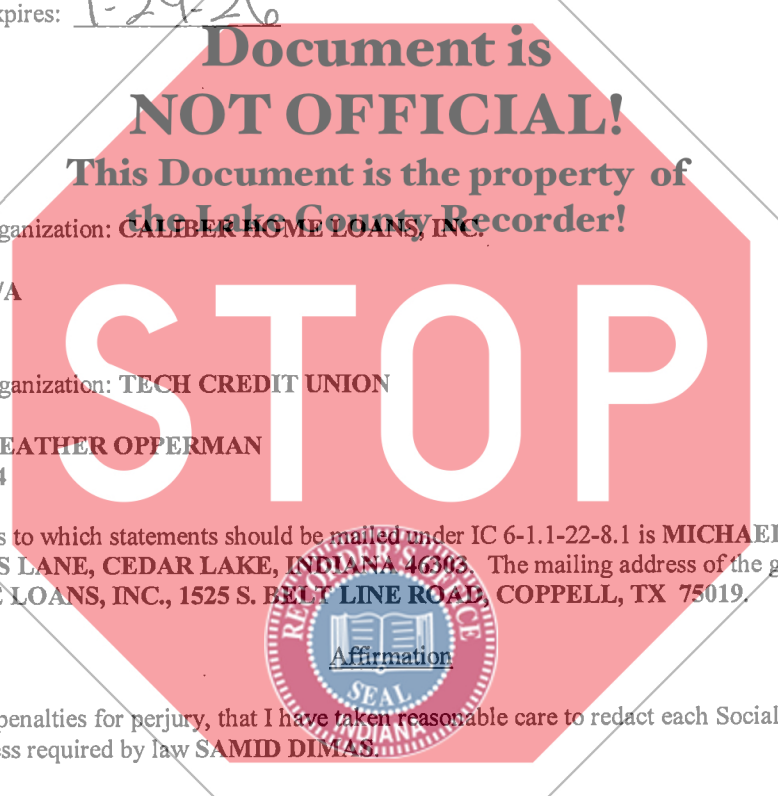 xpires: 1-24-26
Document is
NOT OFFICIAL!
This Document is the property of
the Lake County Recorder!
ganization: CALIBER HOME LOANS, INC.
/A
STOP
ganization: TECH CREDIT UNION
EATHER OPPERMAN
4
s to which statements should be mailed under IC 6-1.1-22-8.1 is MICHAEL
S LANE, CEDAR LAKE, INDIANA 46303. The mailing address of the g
E LOANS, INC., 1525 S. BELT LINE ROAD, COPPELL, TX 75019.
RECORDER'S OFFICE
Affirmation
SEAL
INDIANA
penalties for perjury, that I have taken reasonable care to redact each Social
ess required by law SAMID DIMAS.